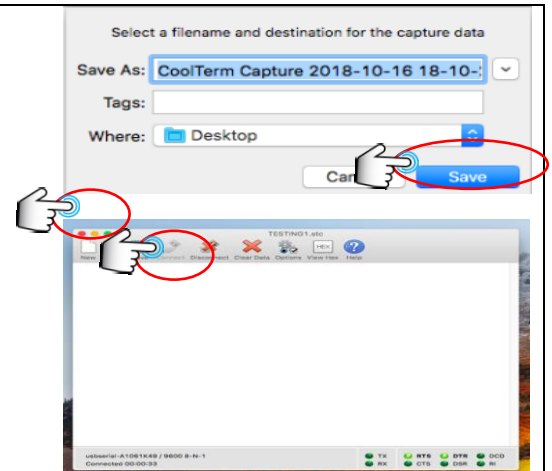 Select a filename and destination for the capture data
Save As: CoolTerm Capture 2018-10-16 18-10-
Tags:
Where: Desktop
Save
TESTING1.stc
New Connect Disconnect Clear Data Options View Hex Help
HEX
usbserial-A1061K49 / 9600 8-N-1
Connected 00:00:33
TX RTS DTR DCD
RX CTS DSR RI